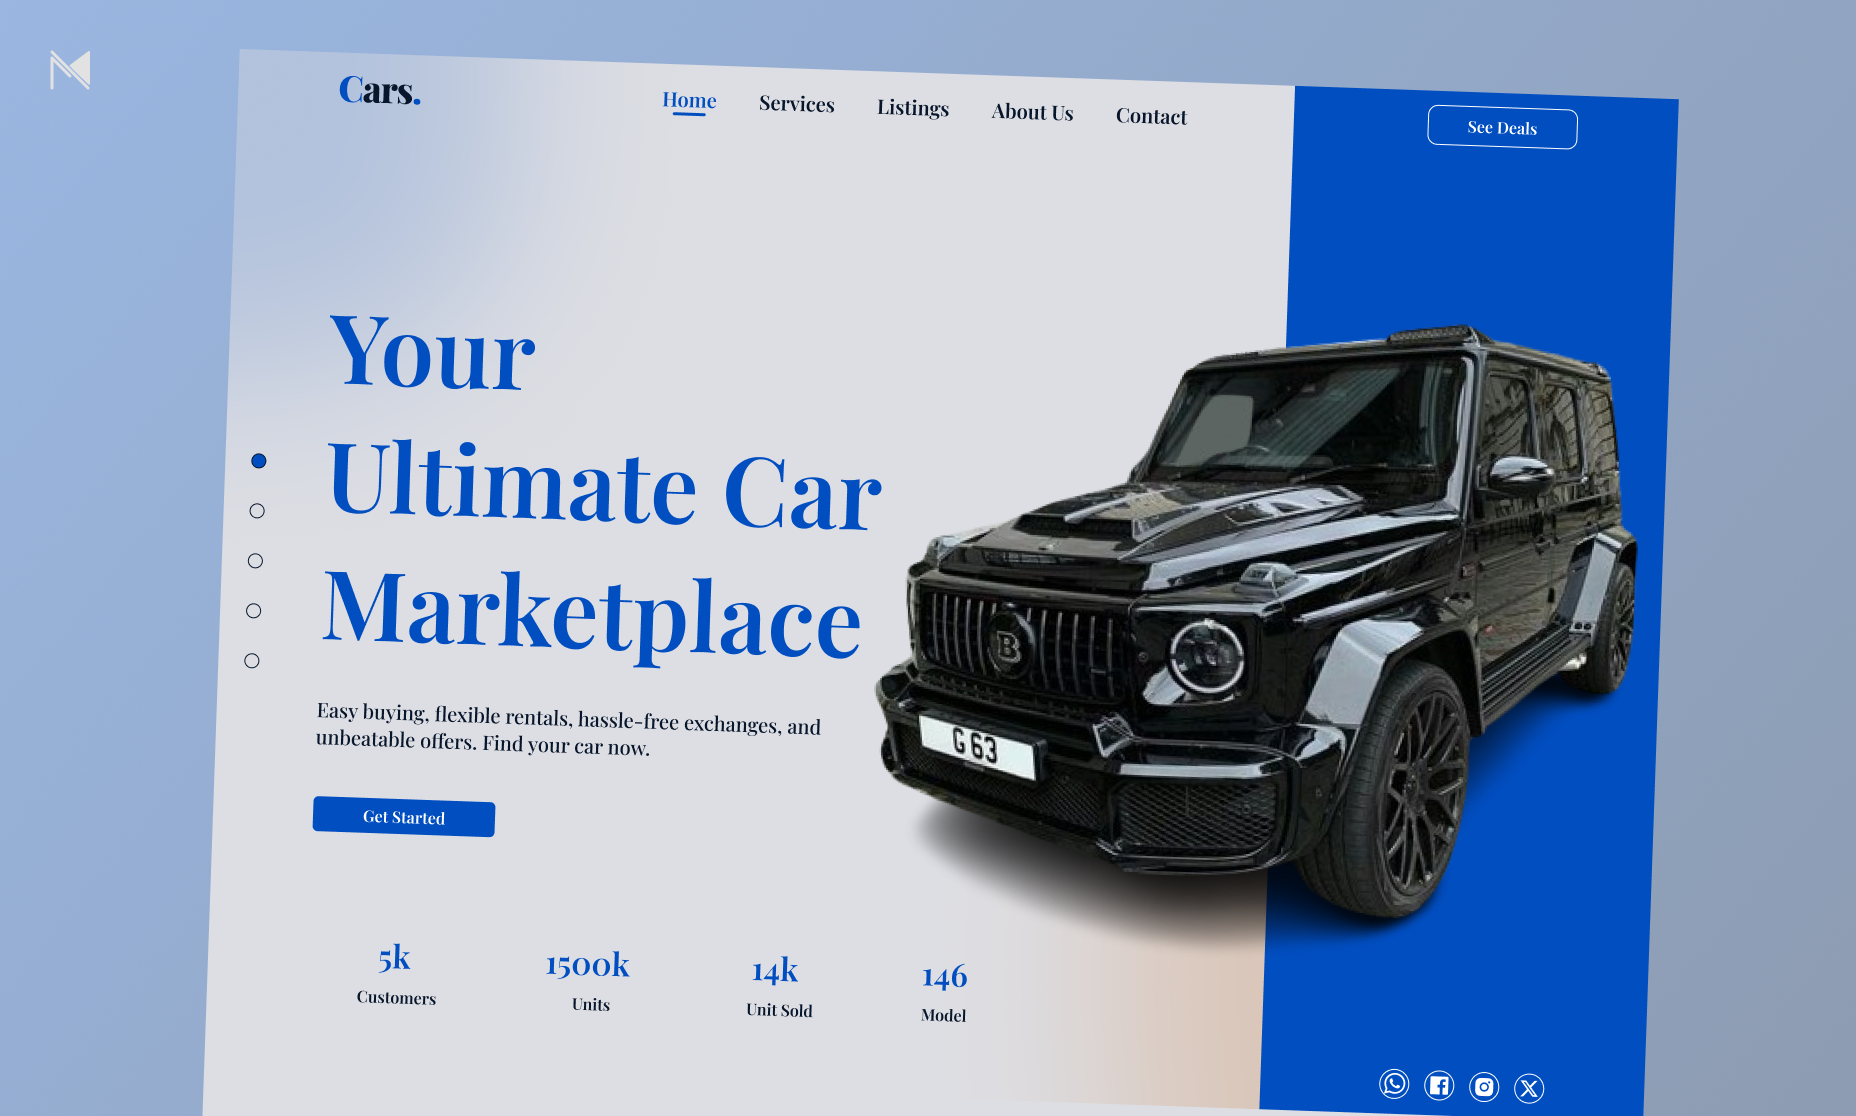 Cars.
Home Services Listings About Us Contact
See Deals
Your
Ultimate Car
Marketplace
Easy buying, flexible rentals, hassle-free exchanges, and
unbeatable offers. Find your car now.
Get Started
B
G 63
5k 1500k 14k 146
Customers Units Unit Sold Model